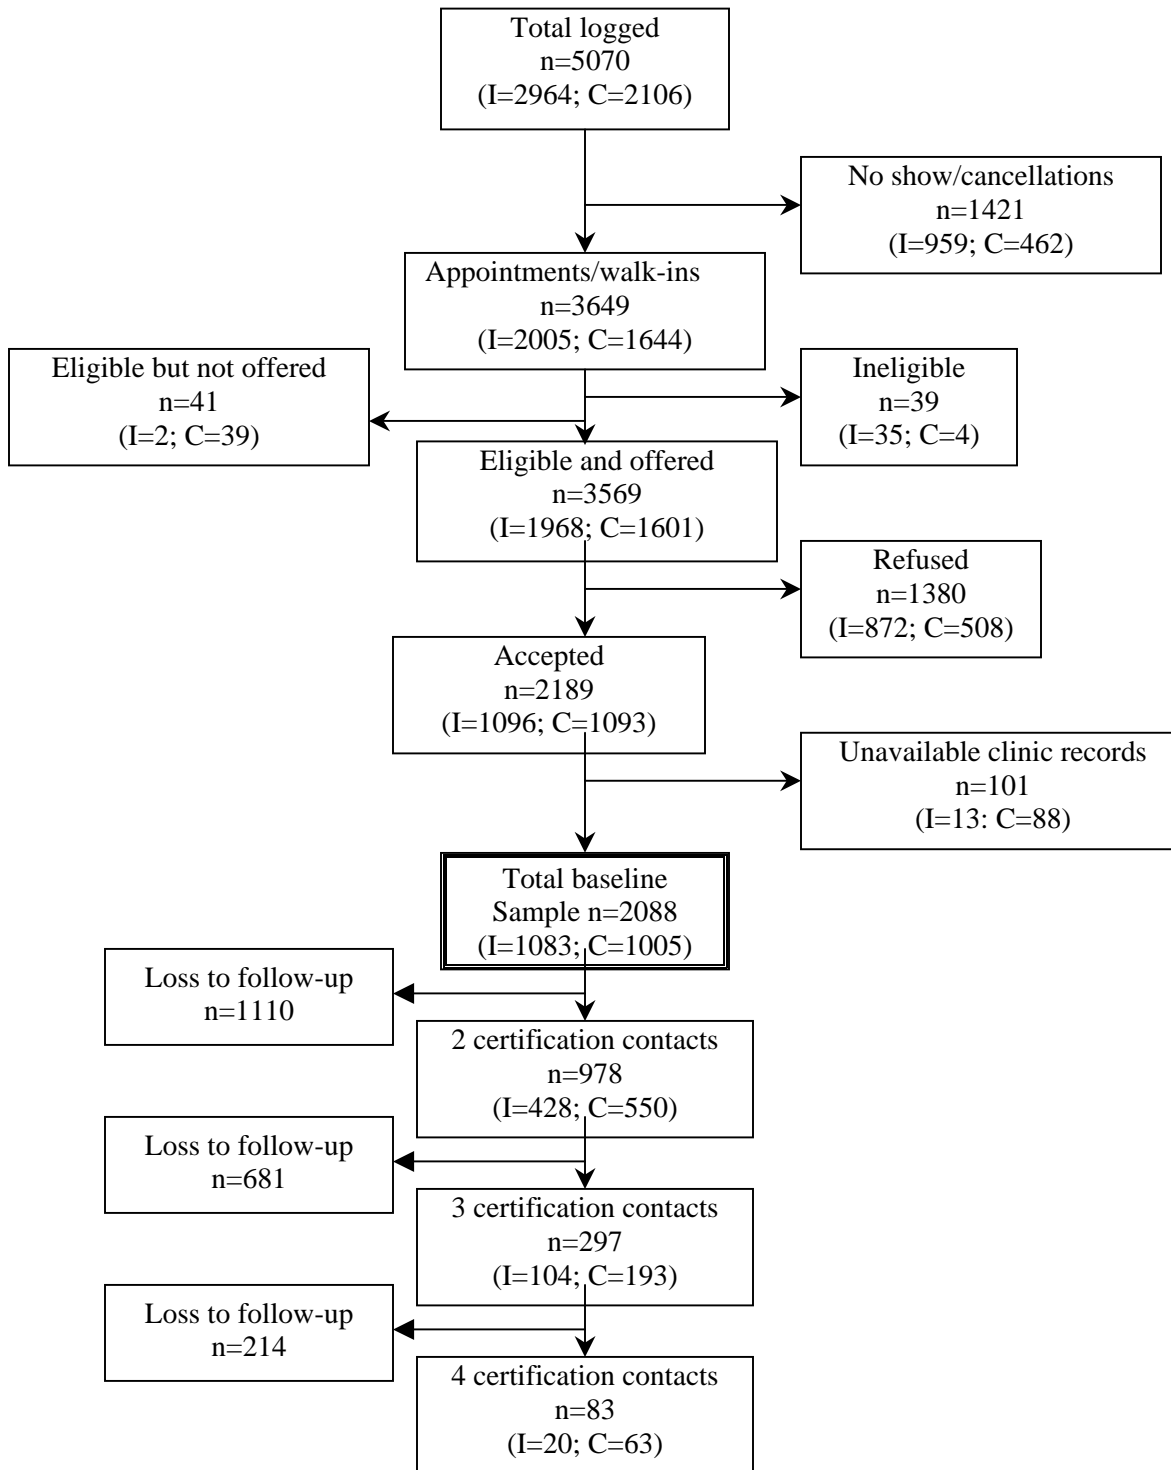 Total logged
n=5070
(I=2964; C=2106)
No show/cancellations
n=1421
(I=959; C=462)
Appointments/walk-ins
n=3649
(I=2005; C=1644)
Eligible but not offered
n=41
(I=2; C=39)
Ineligible
n=39
(I=35; C=4)
Eligible and offered
n=3569
(I=1968; C=1601)
Refused
n=1380
(I=872; C=508)
Accepted
n=2189
(I=1096; C=1093)
Unavailable clinic records
n=101
(I=13: C=88)
Total baseline
Sample n=2088
(I=1083; C=1005)
Loss to follow-up
n=1110
2 certification contacts
n=978
(I=428; C=550)
Loss to follow-up
n=681
3 certification contacts
n=297
(I=104; C=193)
Loss to follow-up
n=214
4 certification contacts
n=83
(I=20; C=63)